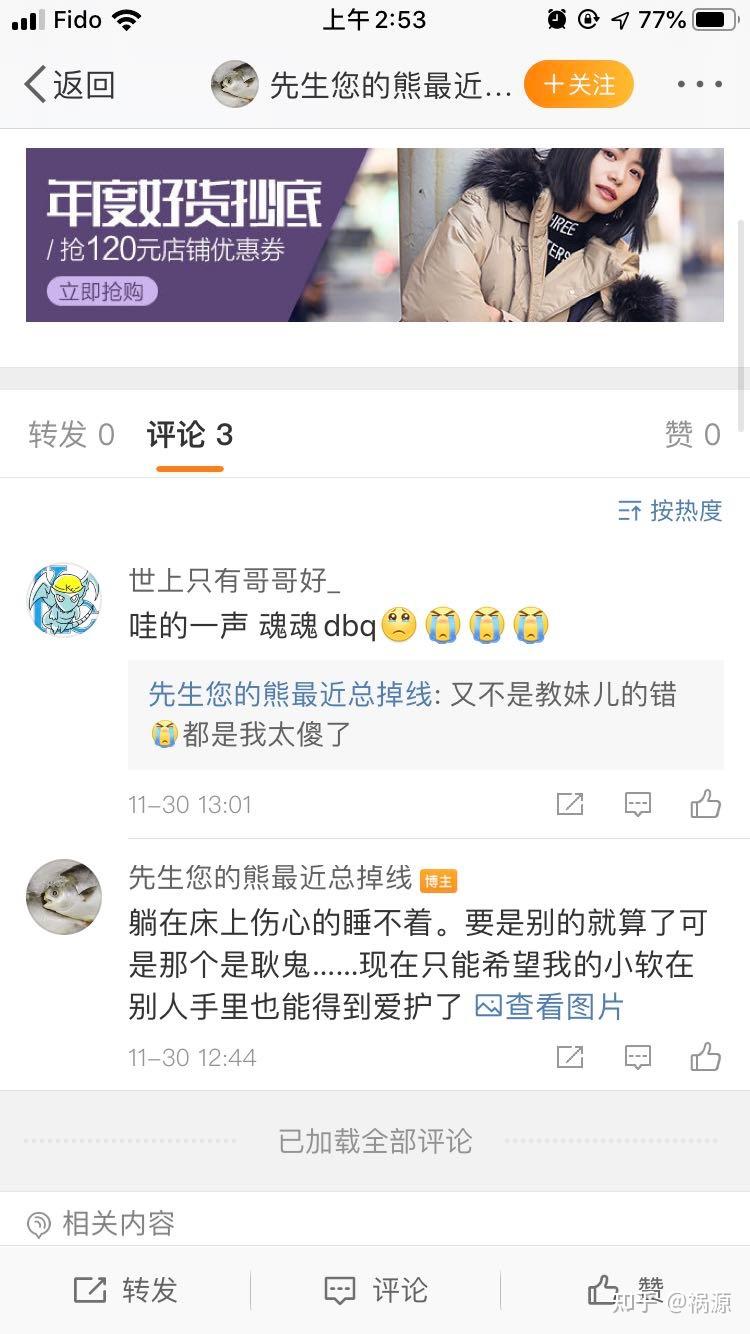 Fido 上午2:53 77%
返回 先生您的熊最近... +关注
年度好货抄底
/ 抢120元店铺优惠券
立即抢购
HREE
TERS
转发 0 评论 3 赞 0
按热度
世上只有哥哥好_
哇的一声 魂魂dbq🥺😭😭😭
先生您的熊最近总掉线: 又不是教妹儿的错
😭都是我太傻了
11-30 13:01
先生您的熊最近总掉线 博主
躺在床上伤心的睡不着。要是别的就算了可
是那个是耿鬼......现在只能希望我的小软在
别人手里也能得到爱护了 查看图片
11-30 12:44
已加载全部评论
相关内容
转发 评论 赞
知乎 @祸源